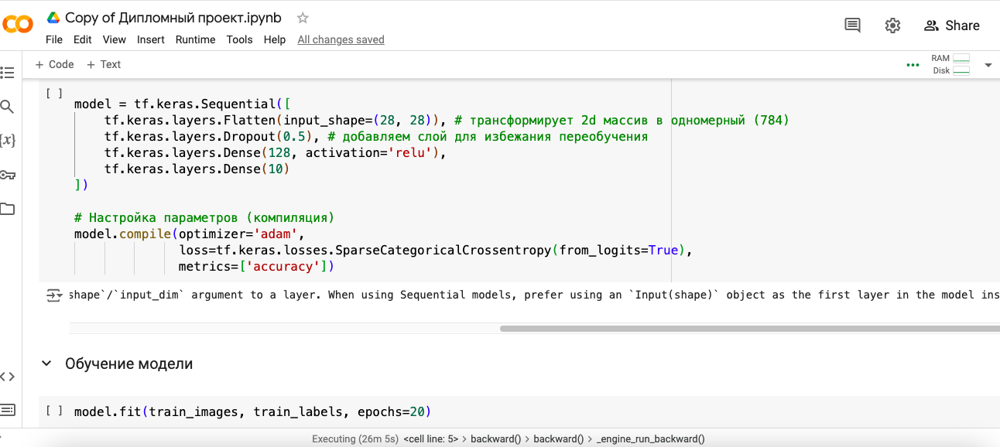 Copy of Дипломный проект.ipynb
File Edit View Insert Runtime Tools Help All changes saved
Share
+ Code + Text
RAM
Disk
[ ]
model = tf.keras.Sequential([
tf.keras.layers.Flatten(input_shape=(28, 28)), # трансформирует 2d массив в одномерный (784)
tf.keras.layers.Dropout(0.5), # добавляем слой для избежания переобучения
tf.keras.layers.Dense(128, activation='relu'),
tf.keras.layers.Dense(10)
])
# Настройка параметров (компиляция)
model.compile(optimizer='adam',
loss=tf.keras.losses.SparseCategoricalCrossentropy(from_logits=True),
metrics=['accuracy'])
shape`/`input_dim` argument to a layer. When using Sequential models, prefer using an `Input(shape)` object as the first layer in the model ins
Обучение модели
[ ] model.fit(train_images, train_labels, epochs=20)
Executing (26m 5s) <cell line: 5> > backward() > backward() > _engine_run_backward()